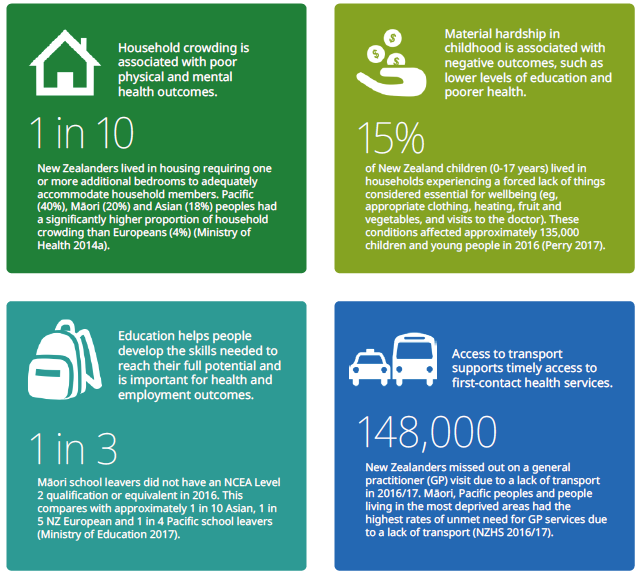 Household crowding is
associated with poor
physical and mental
health outcomes.
1 in 10
New Zealanders lived in housing requiring one
or more additional bedrooms to adequately
accommodate household members. Pacific
(40%), Māori (20%) and Asian (18%) peoples had
a significantly higher proportion of household
crowding than Europeans (4%) (Ministry of
Health 2014a).
Material hardship in
childhood is associated with
negative outcomes, such as
lower levels of education and
poorer health.
$
$
$
15%
of New Zealand children (0-17 years) lived in
households experiencing a forced lack of things
considered essential for wellbeing (eg,
appropriate clothing, heating, fruit and
vegetables, and visits to the doctor). These
conditions affected approximately 135,000
children and young people in 2016 (Perry 2017).
Education helps people
develop the skills needed to
reach their full potential and
is important for health and
employment outcomes.
1 in 3
Māori school leavers did not have an NCEA Level
2 qualification or equivalent in 2016. This
compares with approximately 1 in 10 Asian, 1 in
5 NZ European and 1 in 4 Pacific school leavers
(Ministry of Education 2017).
Access to transport
supports timely access to
first-contact health services.
148,000
New Zealanders missed out on a general
practitioner (GP) visit due to a lack of transport
in 2016/17. Māori, Pacific peoples and people
living in the most deprived areas had the
highest rates of unmet need for GP services due
to a lack of transport (NZHS 2016/17).